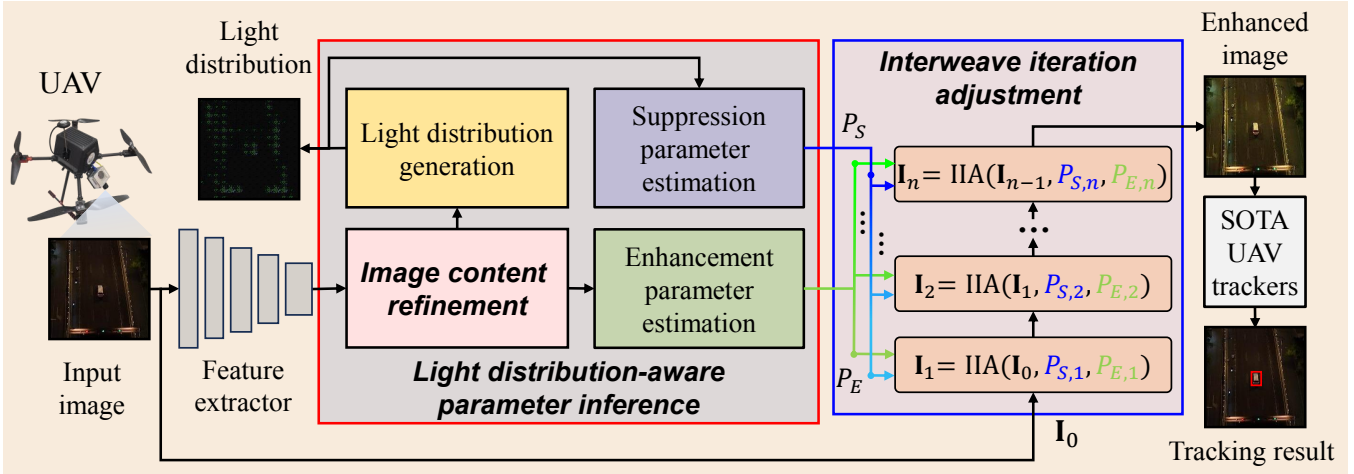 UAV
Light
distribution
Input
image
Feature
extractor
Light distribution
generation
Suppression
parameter
estimation
Image content
refinement
Enhancement
parameter
estimation
Light distribution-aware
parameter inference
Interweave iteration
adjustment
P_S
P_E
I_n= IIA(I_{n−1}, P_{S,n}, P_{E,n})
⋮
⋮
⋯
I_2= IIA(I_1, P_{S,2}, P_{E,2})
I_1= IIA(I_0, P_{S,1}, P_{E,1})
I_0
Enhanced
image
SOTA
UAV
trackers
Tracking result